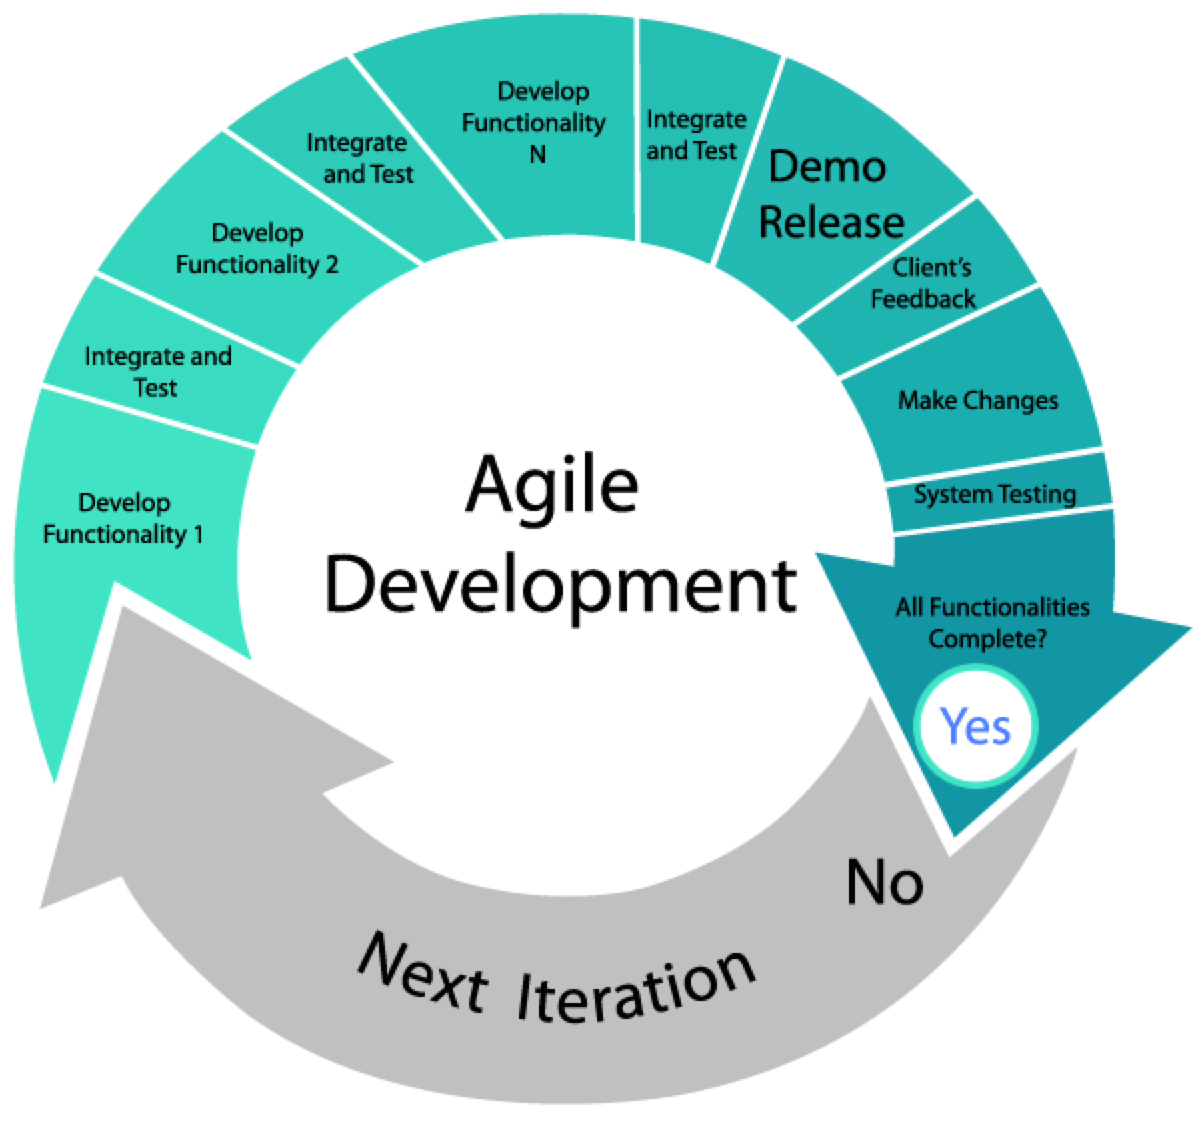 Develop
Functionality 1
Integrate and
Test
Develop
Functionality 2
Integrate
and Test
Develop
Functionality
N
Integrate
and Test
Demo
Release
Client's
Feedback
Make Changes
System Testing
All Functionalities
Complete?
Yes
No
Next Iteration
Agile
Development